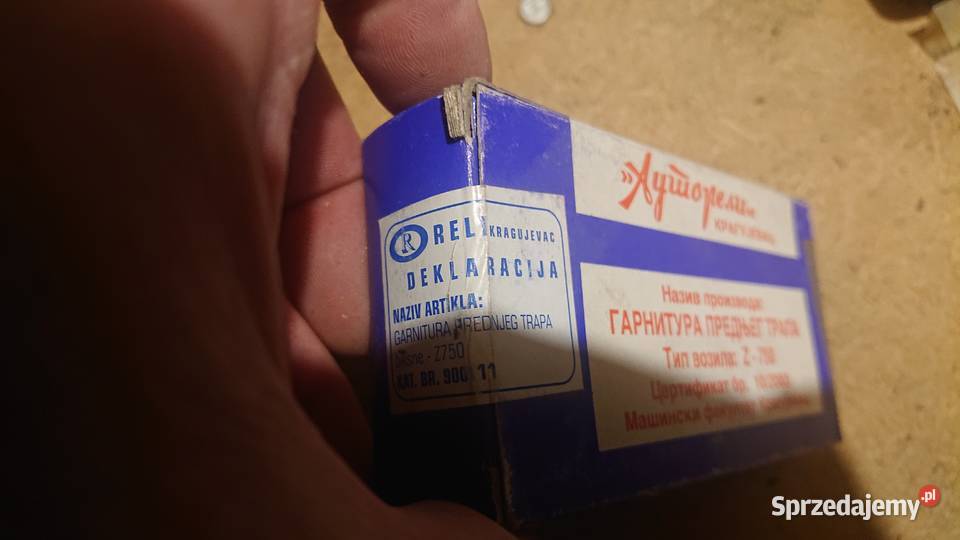 R RELI KRAGUJEVAC
DEKLARACIJA
NAZIV ARTIKLA:
GARNITURA PREDNJEG TRAPA
- Z750
KAT. BR.
Ауторели
КРАГУЈЕВАЦ
Назив производа:
ГАРНИТУРА ПРЕДЊЕГ ТРАПА
Тип возила: Z-750
Цертификат бр.
Машински факултет
Sprzedajemy.pl